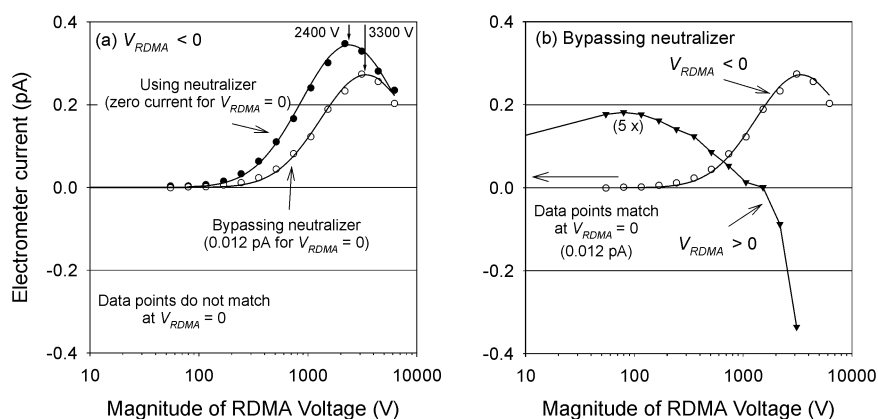 (a) V_RDMA < 0
2400 V
3300 V
Using neutralizer
(zero current for V_RDMA = 0)
Bypassing neutralizer
(0.012 pA for V_RDMA = 0)
Data points do not match
at V_RDMA = 0
0.4
0.2
0.0
-0.2
-0.4
10
100
1000
10000
Electrometer current (pA)
Magnitude of RDMA Voltage (V)
(b) Bypassing neutralizer
V_RDMA < 0
(5 x)
Data points match
at V_RDMA = 0
(0.012 pA)
V_RDMA > 0
0.4
0.2
0.0
-0.2
-0.4
10
100
1000
10000
Magnitude of RDMA Voltage (V)